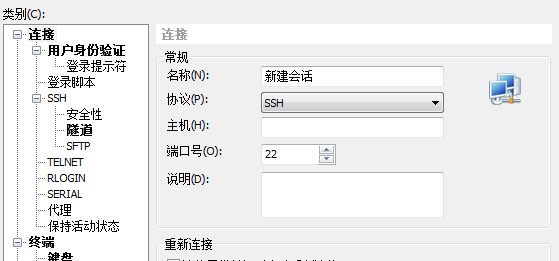 类别(C):
连接
用户身份验证
登录提示符
登录脚本
SSH
安全性
隧道
SFTP
TELNET
RLOGIN
SERIAL
代理
保持活动状态
终端
键盘
连接
常规
名称(N): 新建会话
协议(P): SSH
主机(H):
端口号(O): 22
说明(D):
重新连接